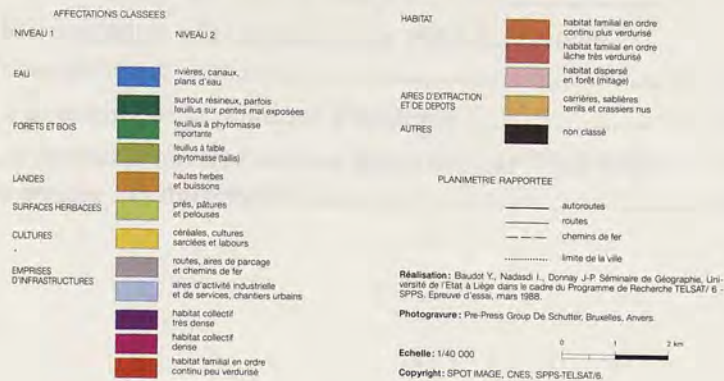 AFFECTATIONS CLASSEES
NIVEAU 1
NIVEAU 2
EAU
rivières, canaux,
plans d'eau
surtout résineux, parfois
feuillus sur pentes mal exposées
FORETS ET BOIS
feuillus à phytomasse
importante
feuillus à faible
phytomasse (taillis)
LANDES
hautes herbes
et buissons
SURFACES HERBACEES
prés, pâtures
et pelouses
CULTURES
céréales, cultures
sarclées et labours
EMPRISES
D'INFRASTRUCTURES
routes, aires de parcage
et chemins de fer
aires d'activité industrielle
et de services, chantiers urbains
habitat collectif
très dense
habitat collectif
dense
habitat familial en ordre
continu peu verdurisé
HABITAT
habitat familial en ordre
continu plus verdurisé
habitat familial en ordre
lâche très verdurisé
habitat dispersé
en forêt (mitage)
AIRES D'EXTRACTION
ET DE DEPOTS
carrières, sablières
terrils et crassiers nus
AUTRES
non classé
PLANIMETRIE RAPPORTEE
autoroutes
routes
chemins de fer
limite de la ville
Réalisation : Baudot Y., Nadasdi I., Donnay J-P. Séminaire de Géographie, Uni-
versité de l'Etat à Liège dans le cadre du Programme de Recherche TELSAT/ 6 -
SPPS. Epreuve d'essai, mars 1988.
Photogravure : Pre-Press Group De Schutter, Bruxelles, Anvers.
Echelle : 1/40 000
0 2 km
Copyright : SPOT IMAGE, CNES, SPPS-TELSAT/6.